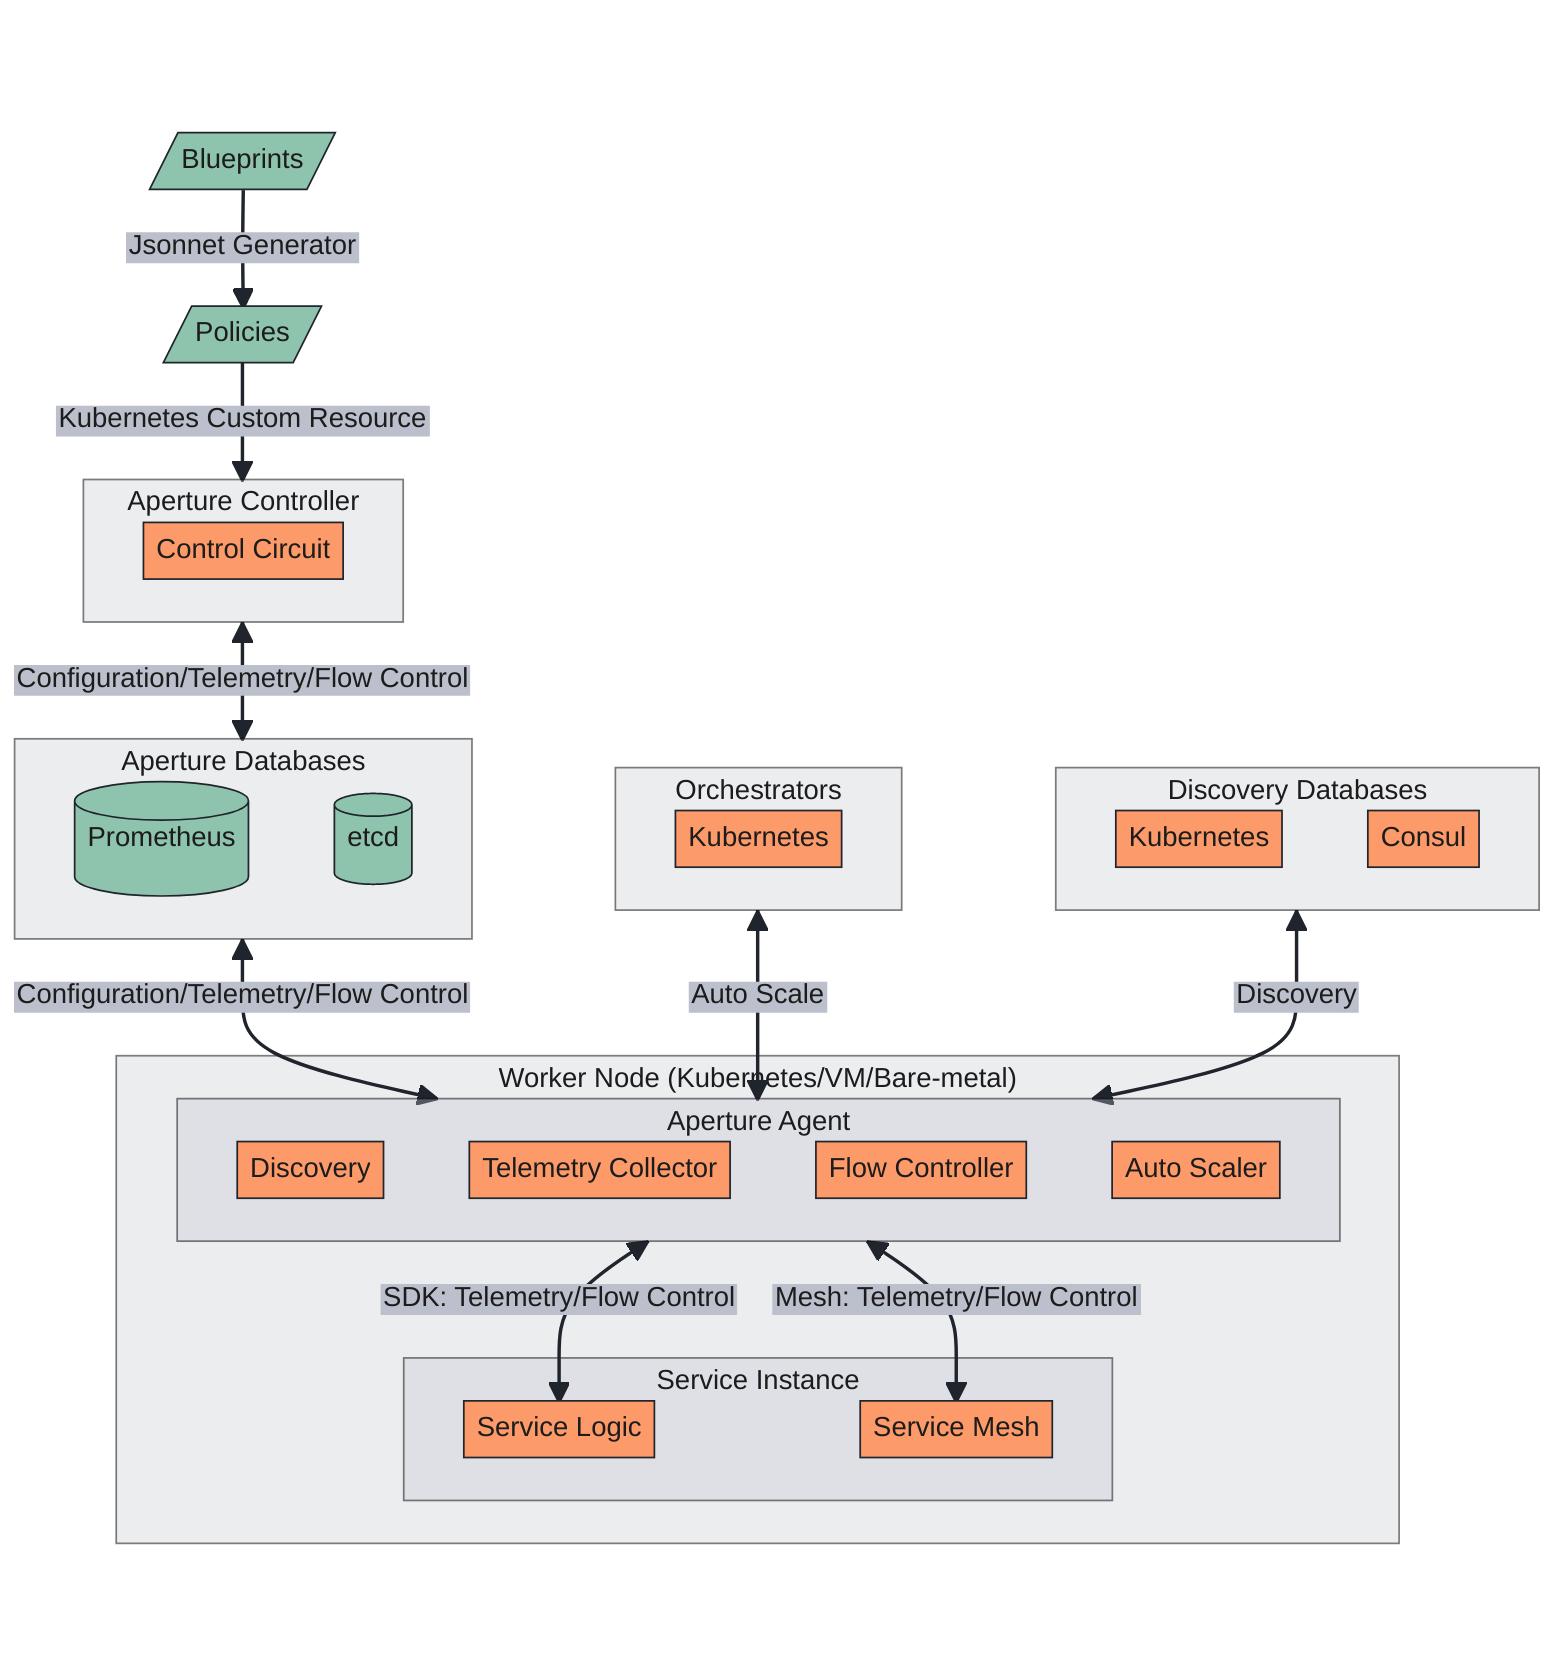 Blueprints
Jsonnet Generator
Policies
Kubernetes Custom Resource
Aperture Controller
Control Circuit
Configuration/Telemetry/Flow Control
Aperture Databases
Prometheus
etcd
Orchestrators
Kubernetes
Discovery Databases
Kubernetes
Consul
Configuration/Telemetry/Flow Control
Auto Scale
Discovery
Worker Node (Kubernetes/VM/Bare-metal)
Aperture Agent
Discovery
Telemetry Collector
Flow Controller
Auto Scaler
SDK: Telemetry/Flow Control
Mesh: Telemetry/Flow Control
Service Instance
Service Logic
Service Mesh